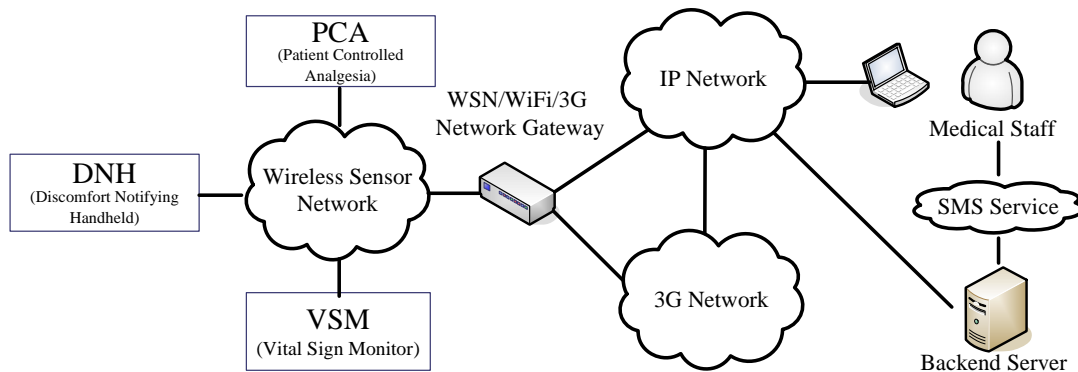 PCA
(Patient Controlled
Analgesia)
DNH
(Discomfort Notifying
Handheld)
Wireless Sensor
Network
VSM
(Vital Sign Monitor)
WSN/WiFi/3G
Network Gateway
IP Network
3G Network
Medical Staff
SMS Service
Backend Server